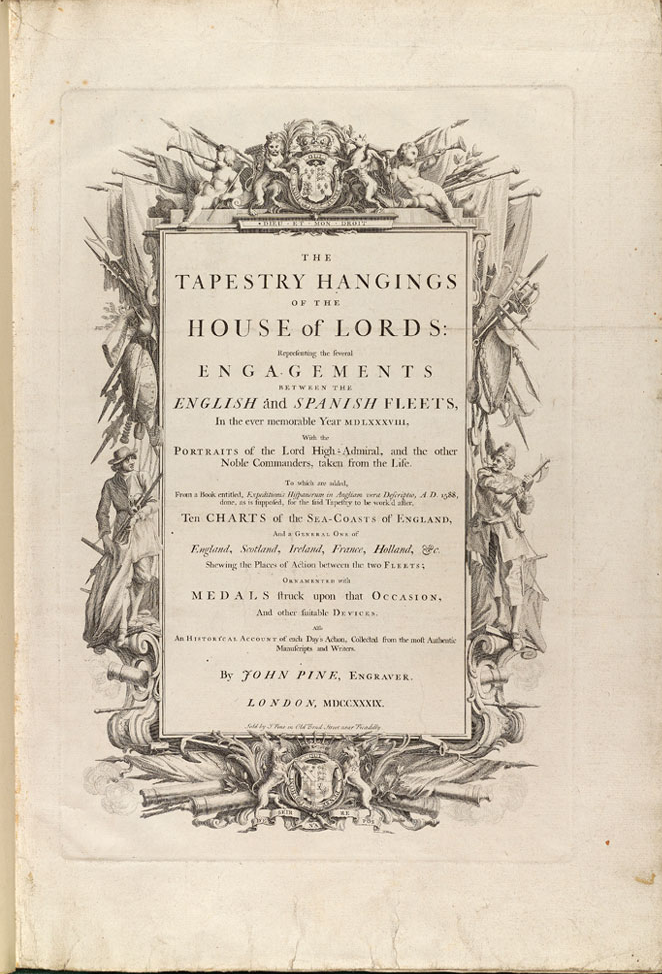 DIEU · ET · MON · DROIT
THE
TAPESTRY HANGINGS
OF THE
HOUSE of LORDS:
Repreſenting the ſeveral
ENGAGEMENTS
BETWEEN THE
ENGLISH and SPANISH FLEETS,
In the ever memorable Year MDLXXXVIII,
With the
PORTRAITS of the Lord High-Admiral, and the other
Noble Commanders, taken from the Life.
To which are added,
From a Book entitled, Expeditionis Hiſpanorum in Angliam vera Deſcriptio, A. D. 1588,
done, as is ſuppoſed, for the ſaid Tapeſtry to be work'd after,
Ten CHARTS of the SEA-COASTS of ENGLAND,
And a GENERAL ONE of
England, Scotland, Ireland, France, Holland, &c.
Shewing the Places of Action between the two FLEETS;
ORNAMENTED with
MEDALS ſtruck upon that OCCASION,
And other ſuitable DEVICES.
Alſo
An HISTORICAL ACCOUNT of each Day's Action, Collected from the moſt Authentic
Manuſcripts and Writers.
By JOHN PINE, ENGRAVER.
LONDON, MDCCXXXIX.
Sold by J. Pine in Old Bond Street near Piccadilly